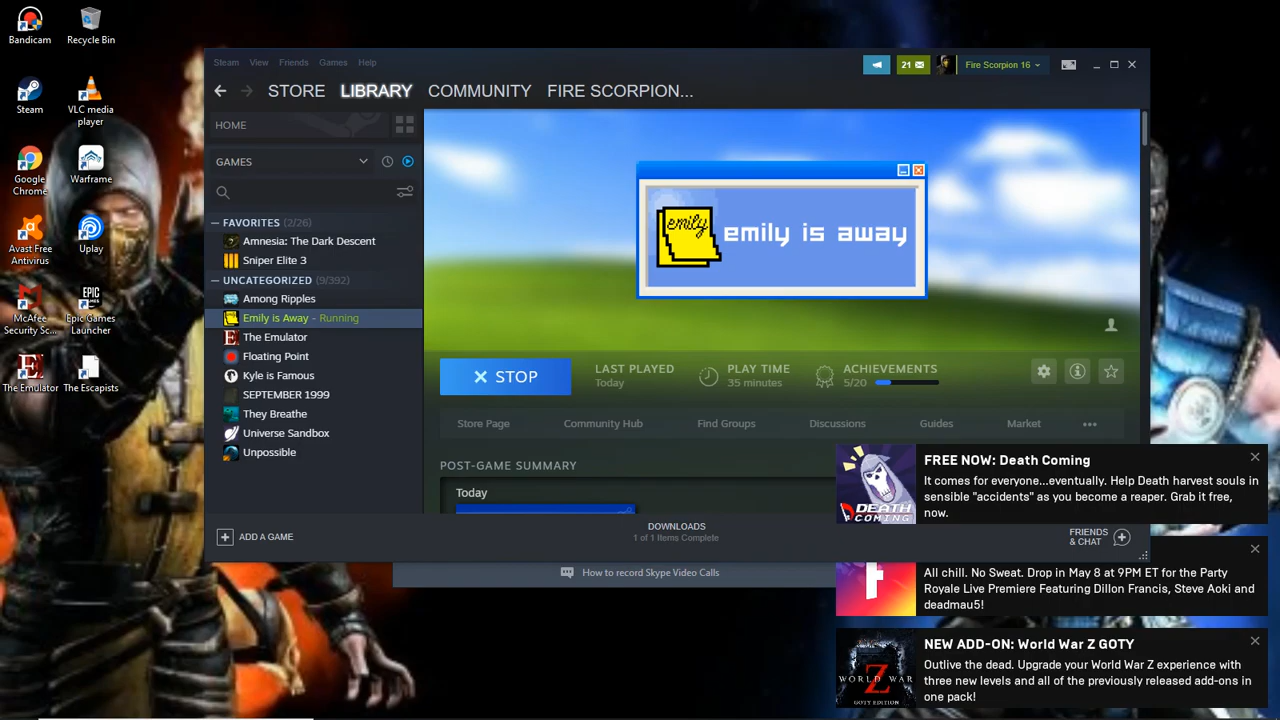 Bandicam
Recycle Bin
Steam
VLC media
player
Google
Chrome
Warframe
Avast Free
Antivirus
Uplay
McAfee
Security Sc...
Epic Games
Launcher
The Emulator
The Escapists
Steam View Friends Games Help
21
Fire Scorpion 16
STORE LIBRARY COMMUNITY FIRE SCORPION...
HOME
GAMES
— FAVORITES (2/26)
Amnesia: The Dark Descent
Sniper Elite 3
— UNCATEGORIZED (9/392)
Among Ripples
Emily is Away - Running
The Emulator
Floating Point
Kyle is Famous
SEPTEMBER 1999
They Breathe
Universe Sandbox
Unpossible
emily
emily is away
STOP
LAST PLAYED
Today
PLAY TIME
35 minutes
ACHIEVEMENTS
5/20
Store Page Community Hub Find Groups Discussions Guides Market
POST-GAME SUMMARY
Today
ADD A GAME
DOWNLOADS
1 of 1 Items Complete
FRIENDS
& CHAT
How to record Skype Video Calls
DEATH
COMING
FREE NOW: Death Coming
It comes for everyone...eventually. Help Death harvest souls in
sensible "accidents" as you become a reaper. Grab it free,
now.
All chill. No Sweat. Drop in May 8 at 9PM ET for the Party
Royale Live Premiere Featuring Dillon Francis, Steve Aoki and
deadmau5!
WORLD WAR
Z
GOTY EDITION
NEW ADD-ON: World War Z GOTY
Outlive the dead. Upgrade your World War Z experience with
three new levels and all of the previously released add-ons in
one pack!